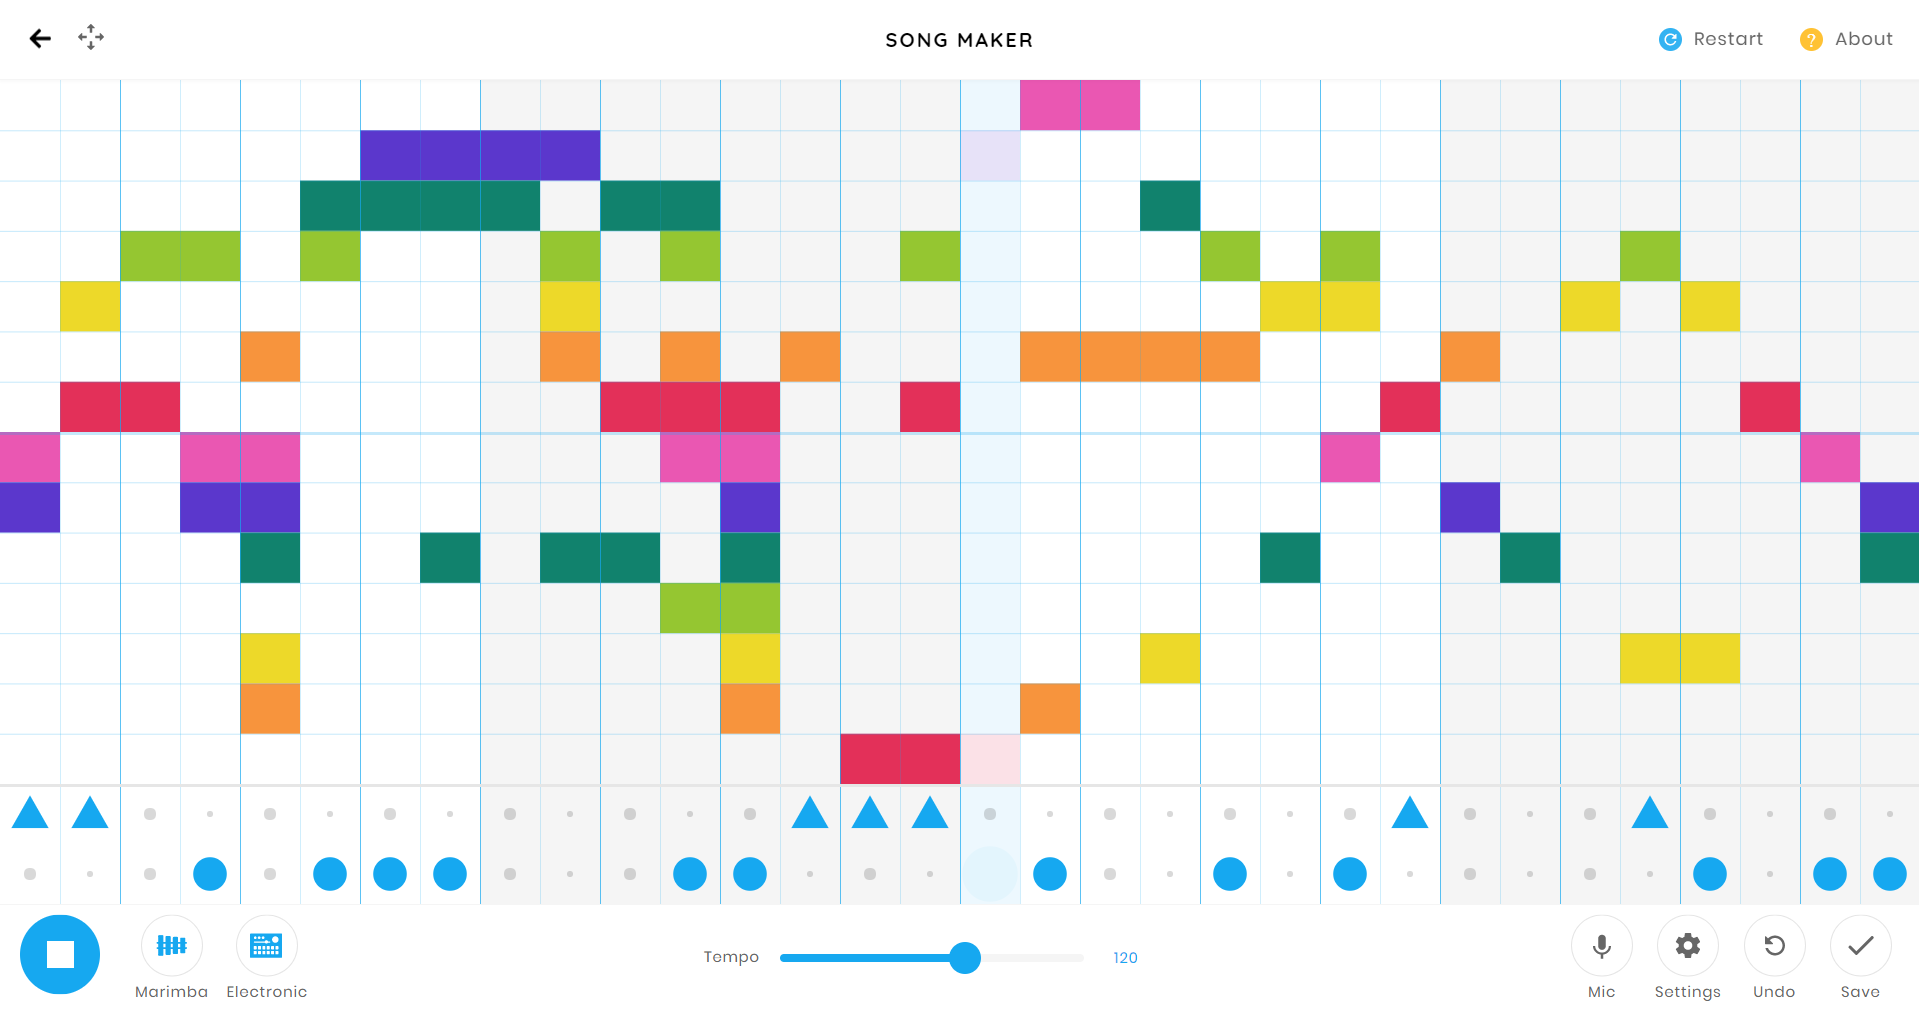 SONG MAKER
Restart
? About
Marimba
Electronic
Tempo
120
Mic
Settings
Undo
Save